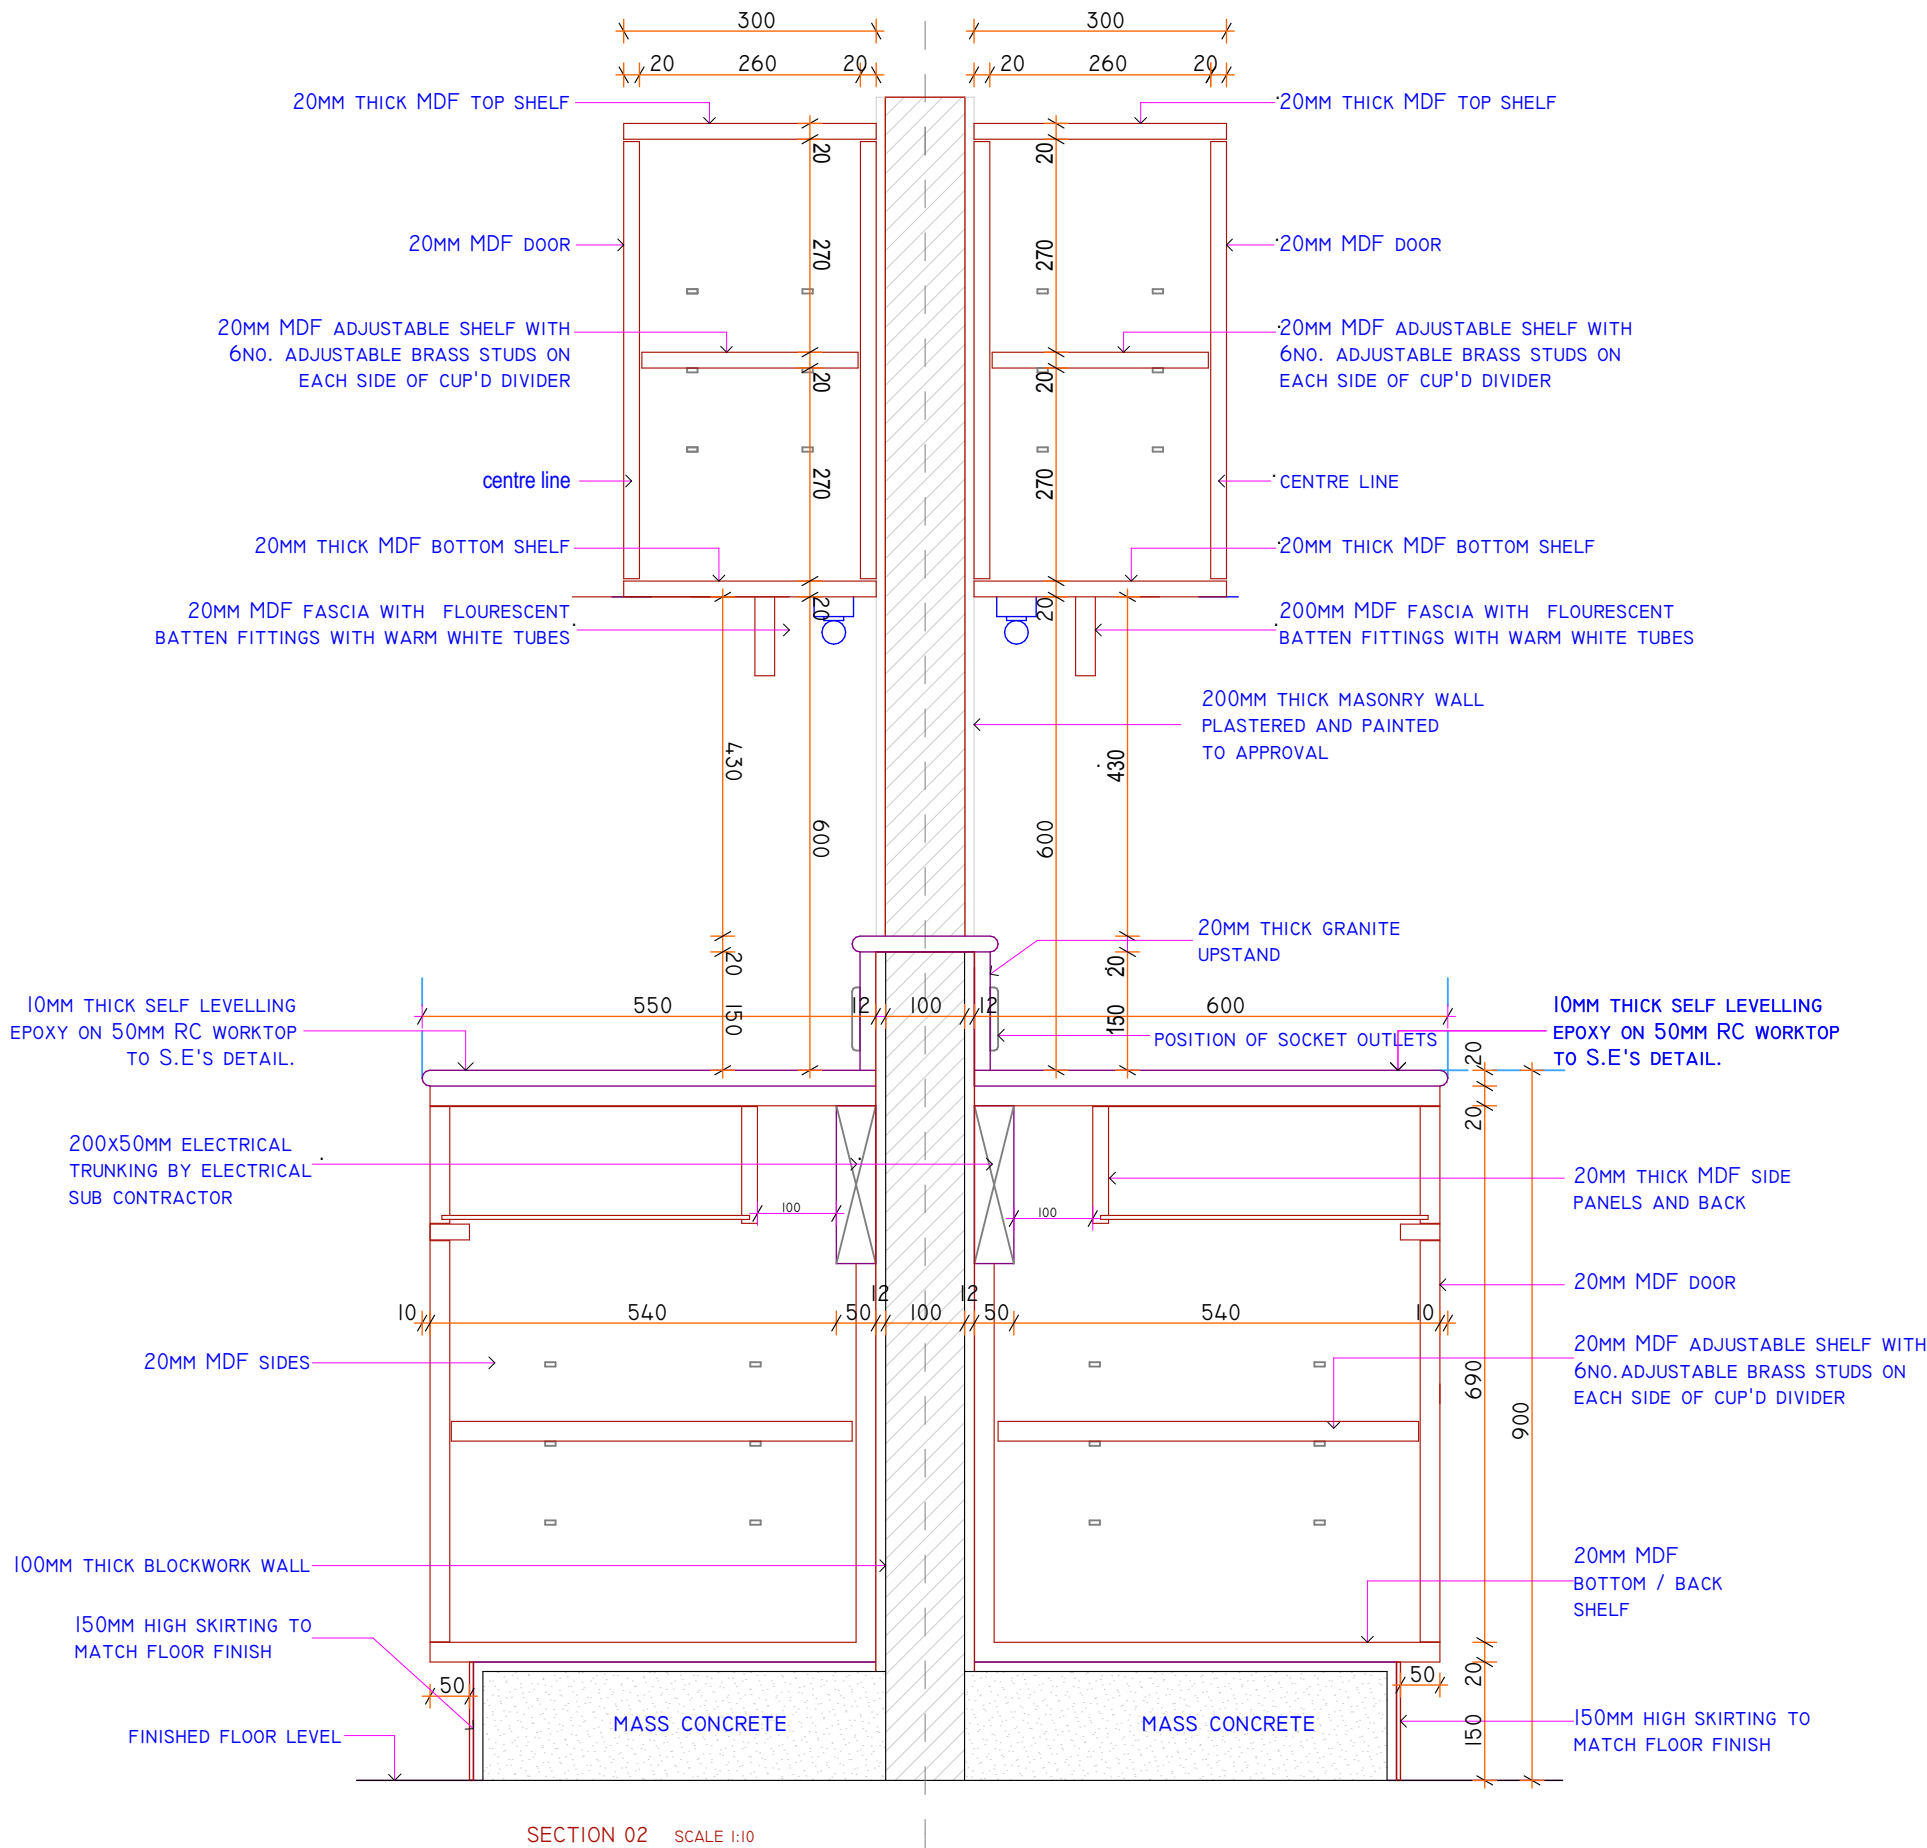 300
300
20 260 20
20 260 20
20MM THICK MDF TOP SHELF
20MM THICK MDF TOP SHELF
20
20
20MM MDF DOOR
20MM MDF DOOR
270
270
20MM MDF ADJUSTABLE SHELF WITH
6NO. ADJUSTABLE BRASS STUDS ON
EACH SIDE OF CUP'D DIVIDER
20MM MDF ADJUSTABLE SHELF WITH
6NO. ADJUSTABLE BRASS STUDS ON
EACH SIDE OF CUP'D DIVIDER
20
20
centre line
CENTRE LINE
270
270
20MM THICK MDF BOTTOM SHELF
20MM THICK MDF BOTTOM SHELF
20MM MDF FASCIA WITH FLOURESCENT
BATTEN FITTINGS WITH WARM WHITE TUBES
200MM MDF FASCIA WITH FLOURESCENT
BATTEN FITTINGS WITH WARM WHITE TUBES
20
20
200MM THICK MASONRY WALL
PLASTERED AND PAINTED
TO APPROVAL
430
430
600
600
20MM THICK GRANITE
UPSTAND
20
20
150
150
10MM THICK SELF LEVELLING
EPOXY ON 50MM RC WORKTOP
TO S.E'S DETAIL.
550 12 100 12 600
POSITION OF SOCKET OUTLETS
10MM THICK SELF LEVELLING
EPOXY ON 50MM RC WORKTOP
TO S.E'S DETAIL.
20
20
200X50MM ELECTRICAL
TRUNKING BY ELECTRICAL
SUB CONTRACTOR
100
100
20MM THICK MDF SIDE
PANELS AND BACK
20MM MDF DOOR
10 540 50 12 100 12 50 540 10
20MM MDF SIDES
20MM MDF ADJUSTABLE SHELF WITH
6NO.ADJUSTABLE BRASS STUDS ON
EACH SIDE OF CUP'D DIVIDER
690
900
100MM THICK BLOCKWORK WALL
20MM MDF
BOTTOM / BACK
SHELF
150MM HIGH SKIRTING TO
MATCH FLOOR FINISH
50
50
20
MASS CONCRETE
MASS CONCRETE
FINISHED FLOOR LEVEL
150
150MM HIGH SKIRTING TO
MATCH FLOOR FINISH
SECTION 02 SCALE 1:10